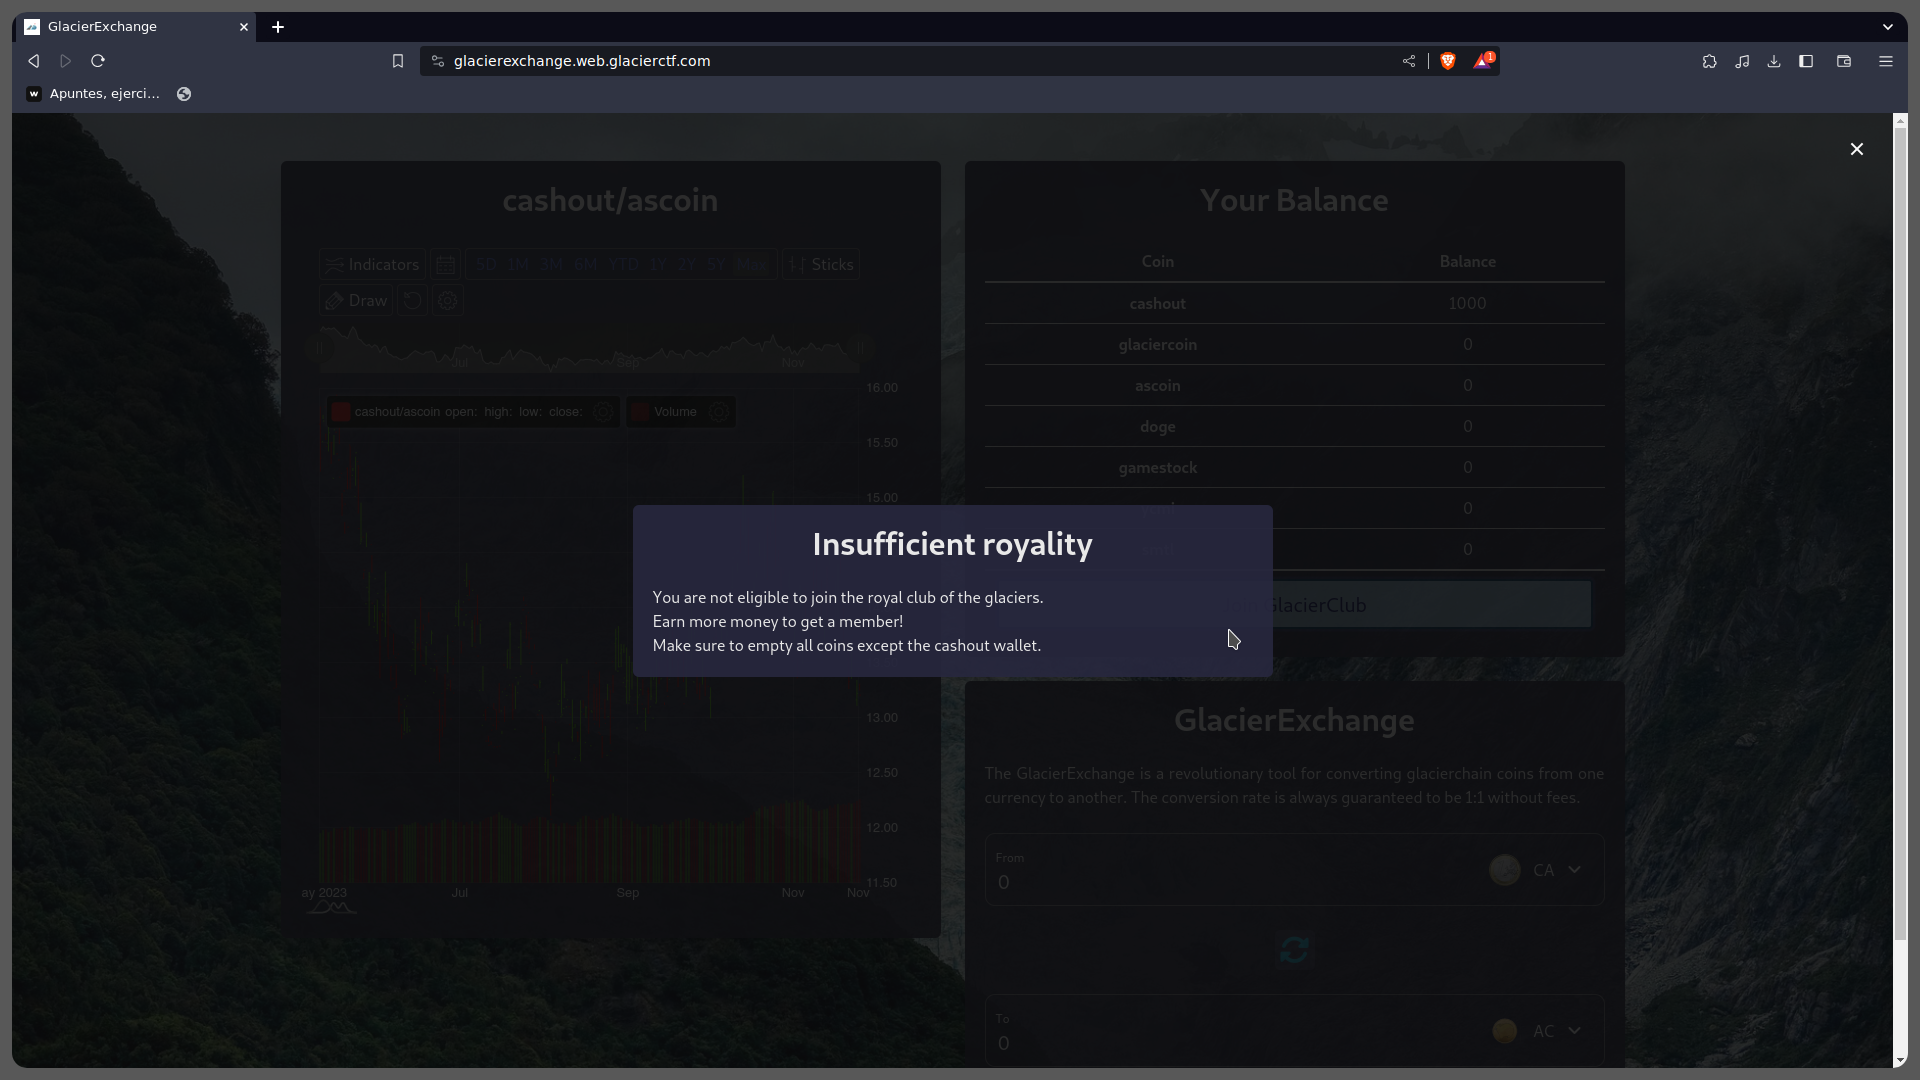 GlacierExchange
glacierexchange.web.glacierctf.com
1
Apuntes, ejerci...
cashout/ascoin
Indicators
5D 1M 3M 6M YTD 1Y 2Y 5Y Max
Sticks
Draw
Jul Sep Nov
16.00
cashout/ascoin open: high: low: close:
Volume
15.50
15.00
13.00
12.50
12.00
11.50
ay 2023 Jul Sep Nov Nov
Your Balance
Coin Balance
cashout 1000
glaciercoin 0
ascoin 0
doge 0
gamestock 0
0
0
GlacierClub
Insufficient royality
You are not eligible to join the royal club of the glaciers.
Earn more money to get a member!
Make sure to empty all coins except the cashout wallet.
GlacierExchange
The GlacierExchange is a revolutionary tool for converting glacierchain coins from one
currency to another. The conversion rate is always guaranteed to be 1:1 without fees.
From
0
CA
To
0
AC